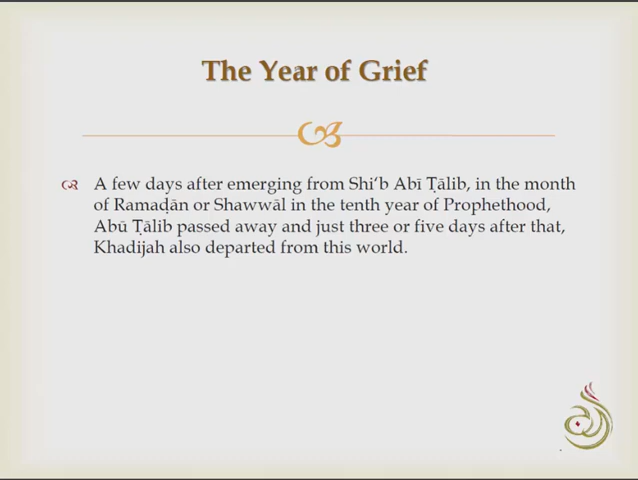 The Year of Grief
A few days after emerging from Shi‘b Abī Ṭālib, in the month
of Ramaḍān or Shawwāl in the tenth year of Prophethood,
Abū Ṭālib passed away and just three or five days after that,
Khadijah also departed from this world.